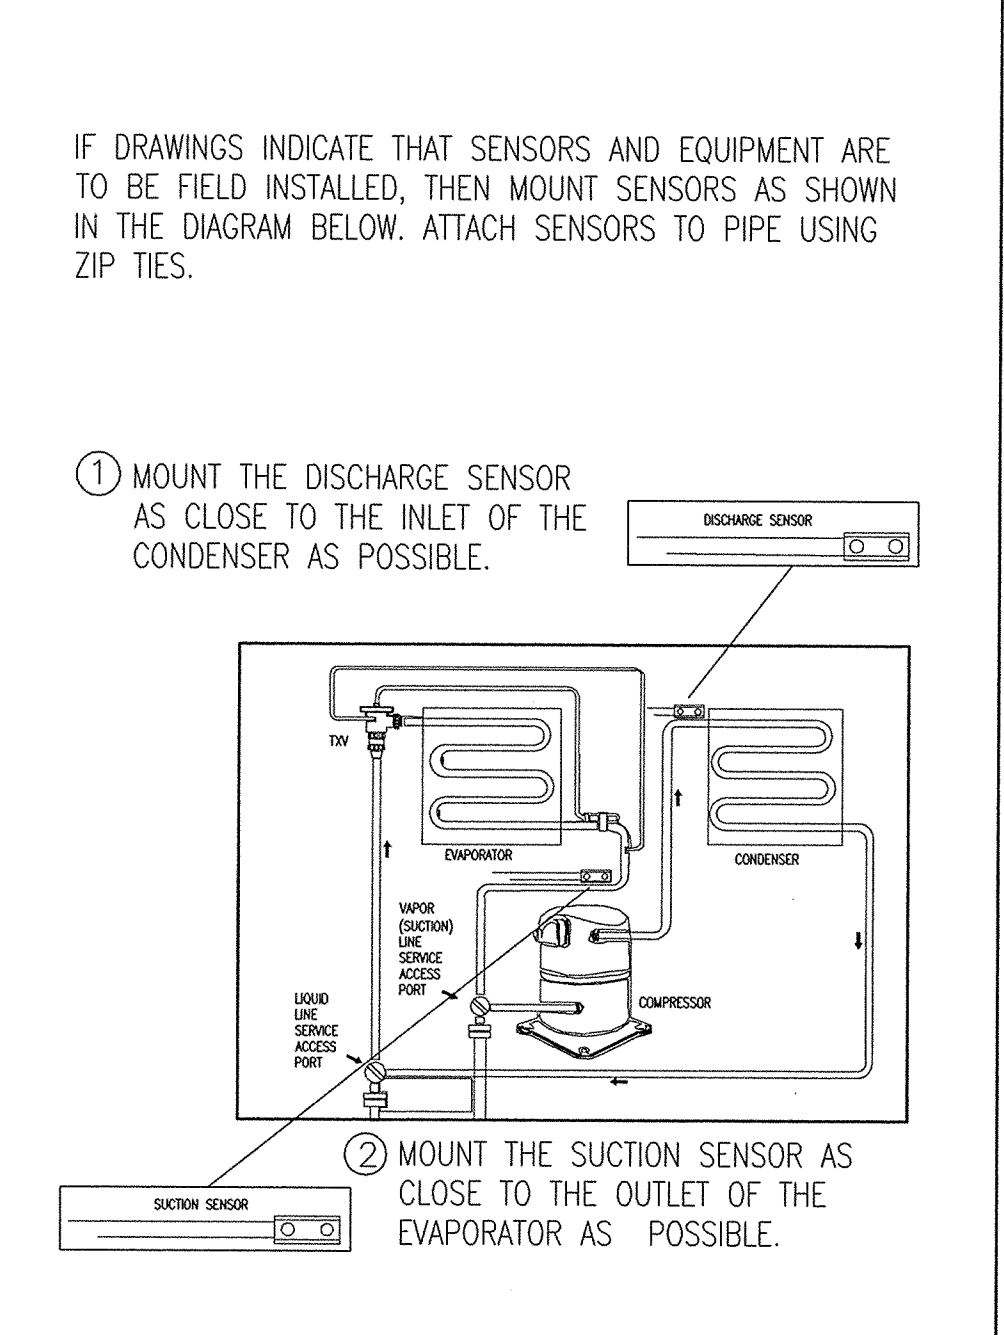 IF DRAWINGS INDICATE THAT SENSORS AND EQUIPMENT ARE
TO BE FIELD INSTALLED, THEN MOUNT SENSORS AS SHOWN
IN THE DIAGRAM BELOW. ATTACH SENSORS TO PIPE USING
ZIP TIES.
1 MOUNT THE DISCHARGE SENSOR
AS CLOSE TO THE INLET OF THE
CONDENSER AS POSSIBLE.
DISCHARGE SENSOR
TXV
EVAPORATOR
CONDENSER
VAPOR
(SUCTION)
LINE
SERVICE
ACCESS
PORT
COMPRESSOR
LIQUID
LINE
SERVICE
ACCESS
PORT
2 MOUNT THE SUCTION SENSOR AS
CLOSE TO THE OUTLET OF THE
EVAPORATOR AS POSSIBLE.
SUCTION SENSOR